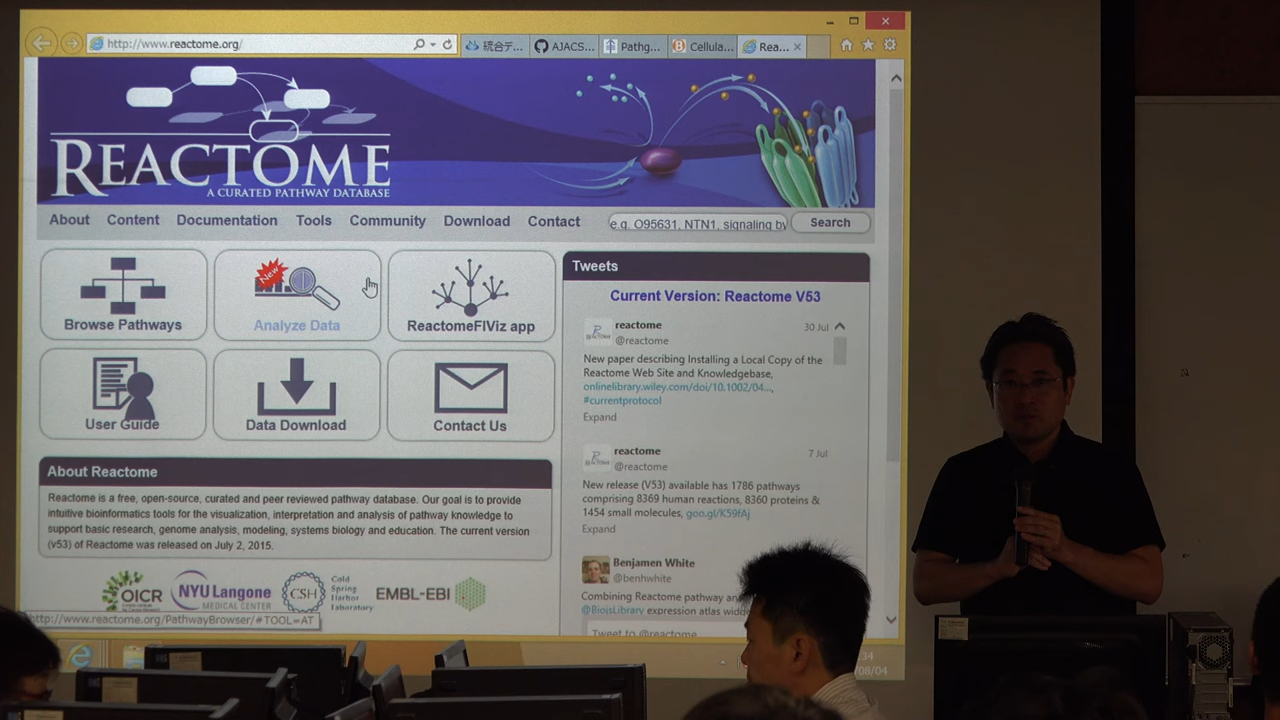 http://www.reactome.org/
統合デ...
AJACS...
Pathg...
Cellula...
Rea...
REACTOME
A CURATED PATHWAY DATABASE
About Content Documentation Tools Community Download Contact
e.g. O95631, NTN1, signaling by
Search
New
Browse Pathways
Analyze Data
ReactomeFIViz app
User Guide
Data Download
Contact Us
Tweets
Current Version: Reactome V53
reactome 30 Jul
@reactome
New paper describing Installing a Local Copy of the
Reactome Web Site and Knowledgebase,
onlinelibrary.wiley.com/doi/10.1002/04...,
#currentprotocol
Expand
reactome 7 Jul
@reactome
New release (V53) available has 1786 pathways
comprising 8369 human reactions, 8360 proteins &
1454 small molecules, goo.gl/K59fAj
Expand
Benjamen White
@benhwhite
Combining Reactome pathway an
@BiojsLibrary expression atlas widg
Tweet to @reactome
About Reactome
Reactome is a free, open-source, curated and peer reviewed pathway database. Our goal is to provide
intuitive bioinformatics tools for the visualization, interpretation and analysis of pathway knowledge to
support basic research, genome analysis, modeling, systems biology and education. The current version
(v53) of Reactome was released on July 2, 2015.
OICR
NYU Langone
MEDICAL CENTER
CSH
Cold
Spring
Harbor
Laboratory
EMBL-EBI
http://www.reactome.org/PathwayBrowser/#TOOL=AT
:34
/08/04